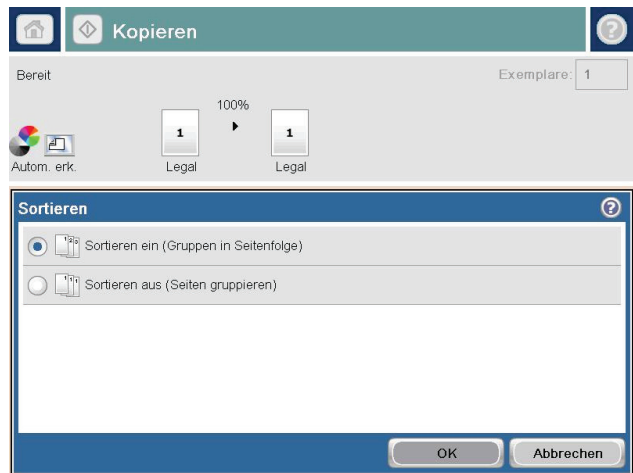 Kopieren
Bereit
Exemplare: 1
100%
1 1
Autom. erk. Legal Legal
Sortieren
Sortieren ein (Gruppen in Seitenfolge)
Sortieren aus (Seiten gruppieren)
OK Abbrechen